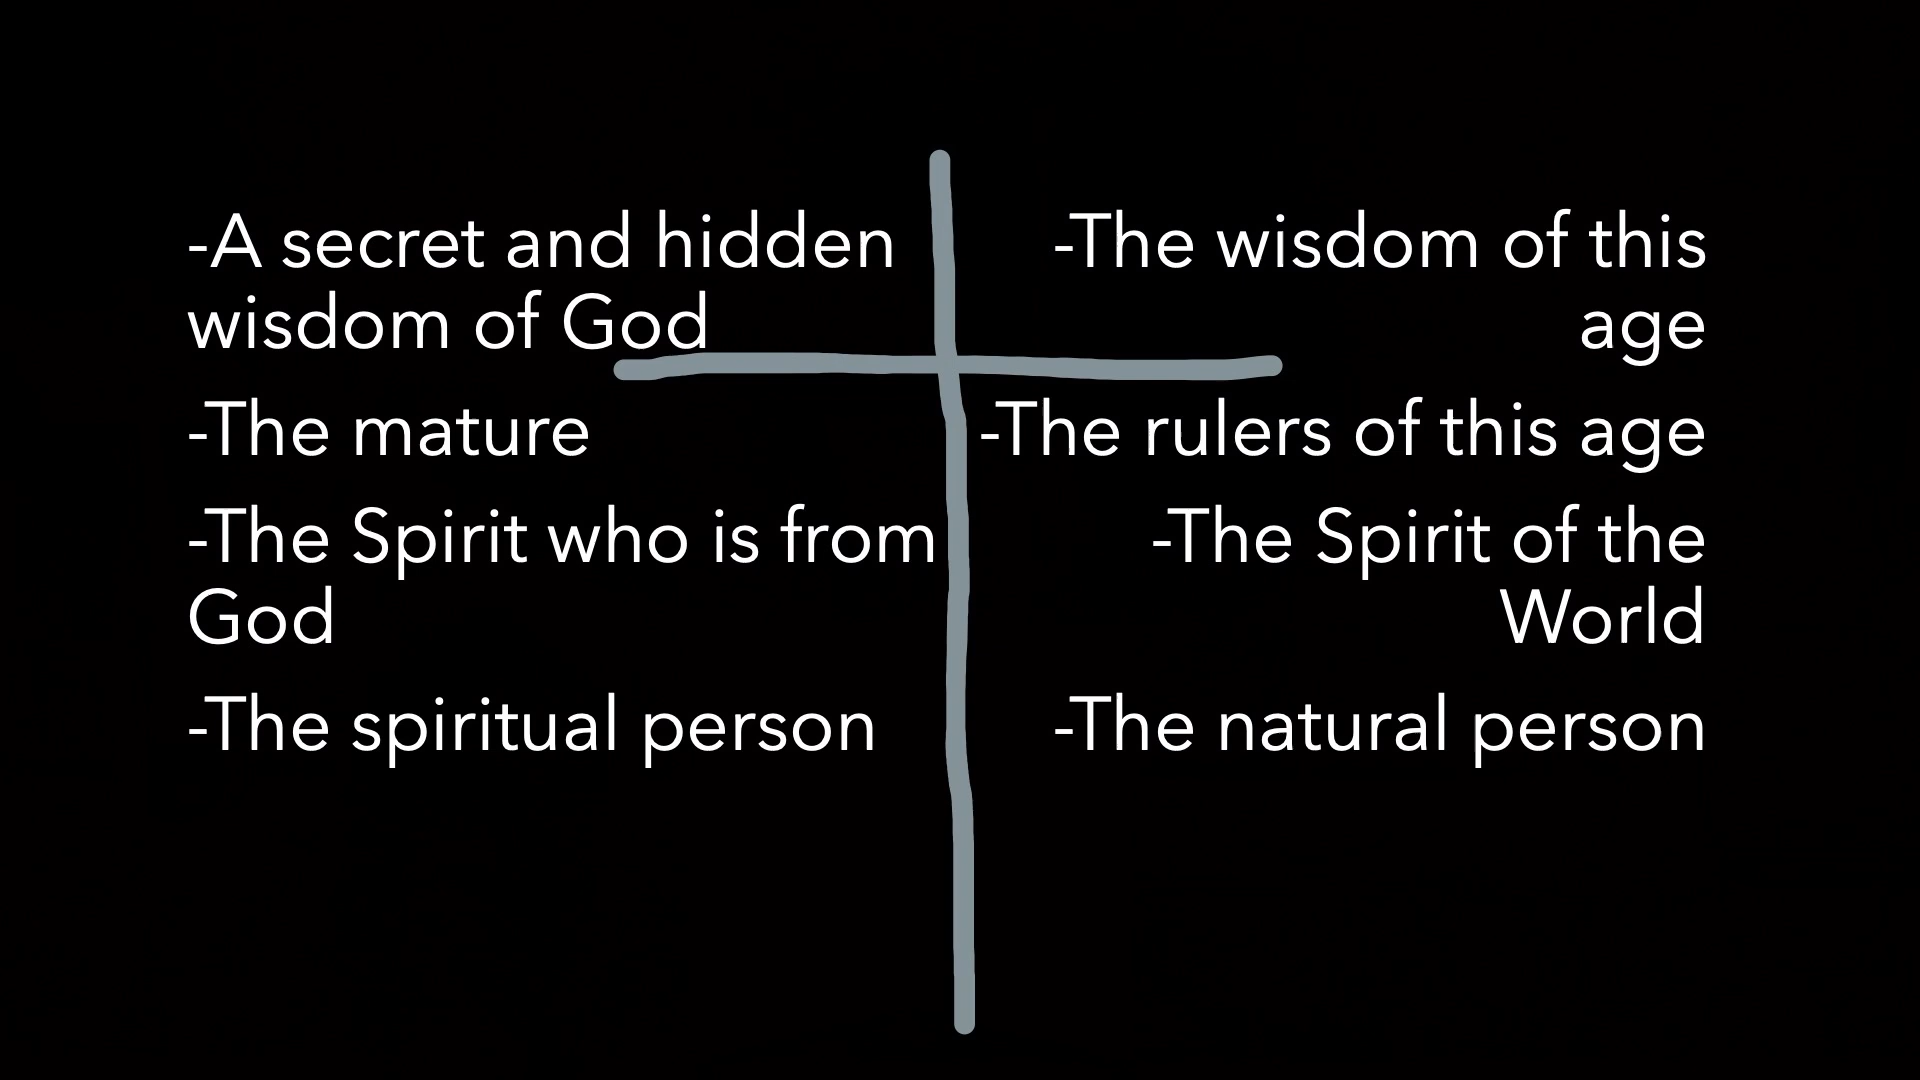 -A secret and hidden
wisdom of God
-The mature
-The Spirit who is from
God
-The spiritual person
-The wisdom of this
age
-The rulers of this age
-The Spirit of the
World
-The natural person